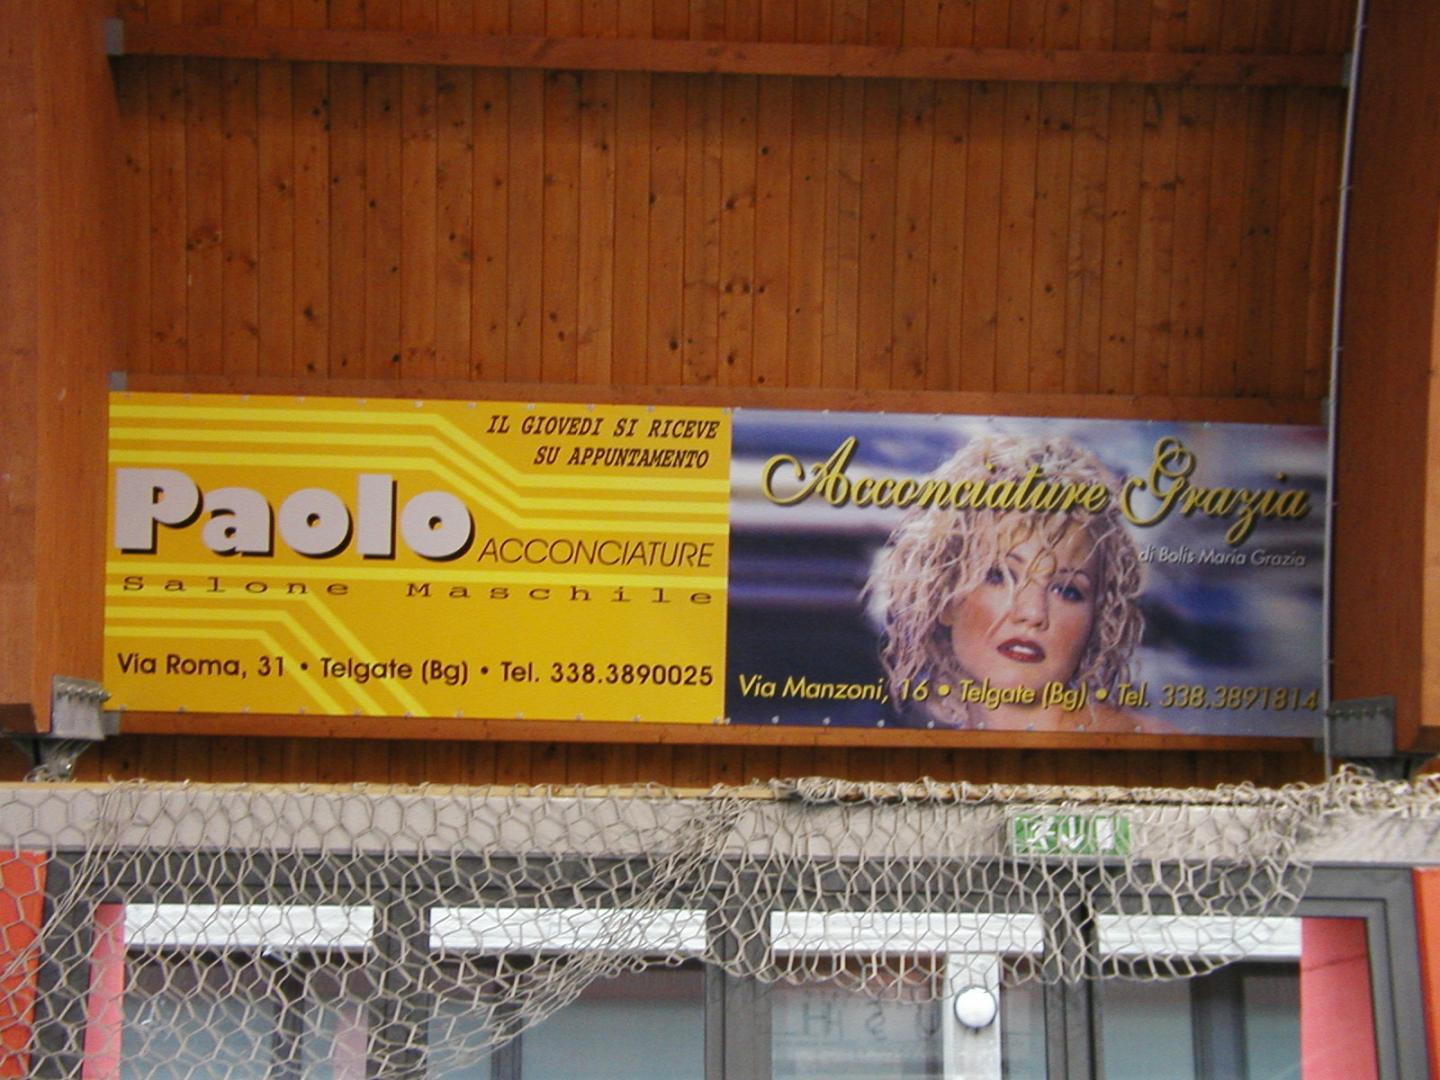 IL GIOVEDI SI RICEVE
SU APPUNTAMENTO
Paolo ACCONCIATURE
Salone Maschile
Via Roma, 31 • Telgate (Bg) • Tel. 338.3890025
Acconciature Grazia
di Bolis Maria Grazia
Via Manzoni, 16 • Telgate (Bg) • Tel. 338.3891814